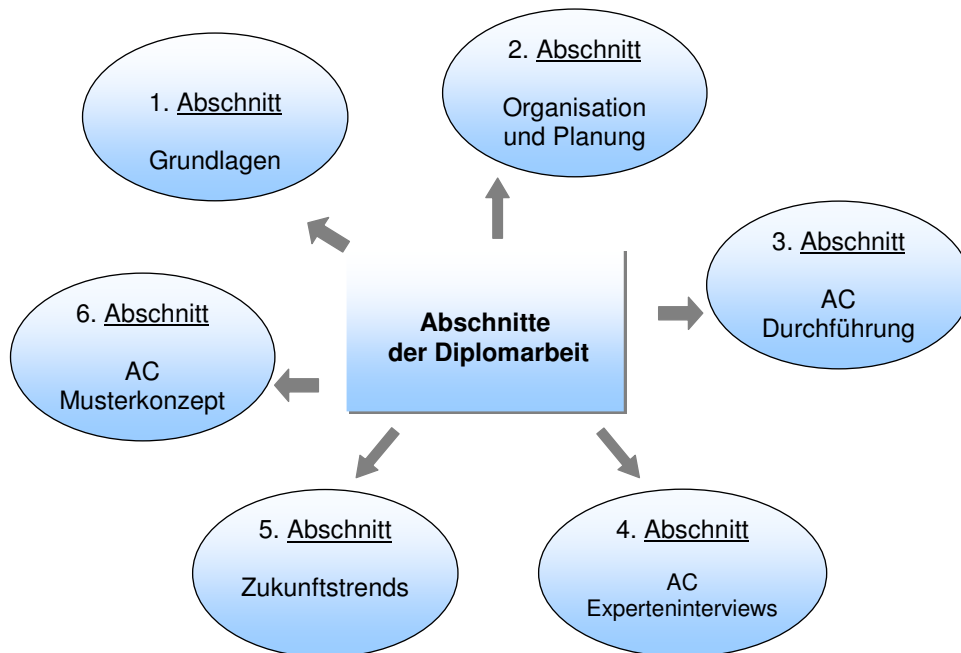 1. Abschnitt
Grundlagen
2. Abschnitt
Organisation
und Planung
3. Abschnitt
AC
Durchführung
Abschnitte
der Diplomarbeit
6. Abschnitt
AC
Musterkonzept
5. Abschnitt
Zukunftstrends
4. Abschnitt
AC
Experteninterviews